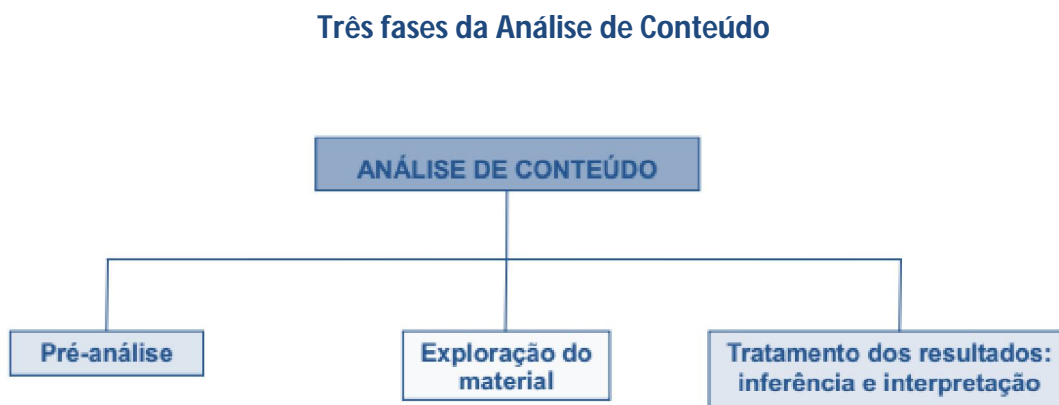 Três fases da Análise de Conteúdo
ANÁLISE DE CONTEÚDO
Pré-análise
Exploração do
material
Tratamento dos resultados:
inferência e interpretação